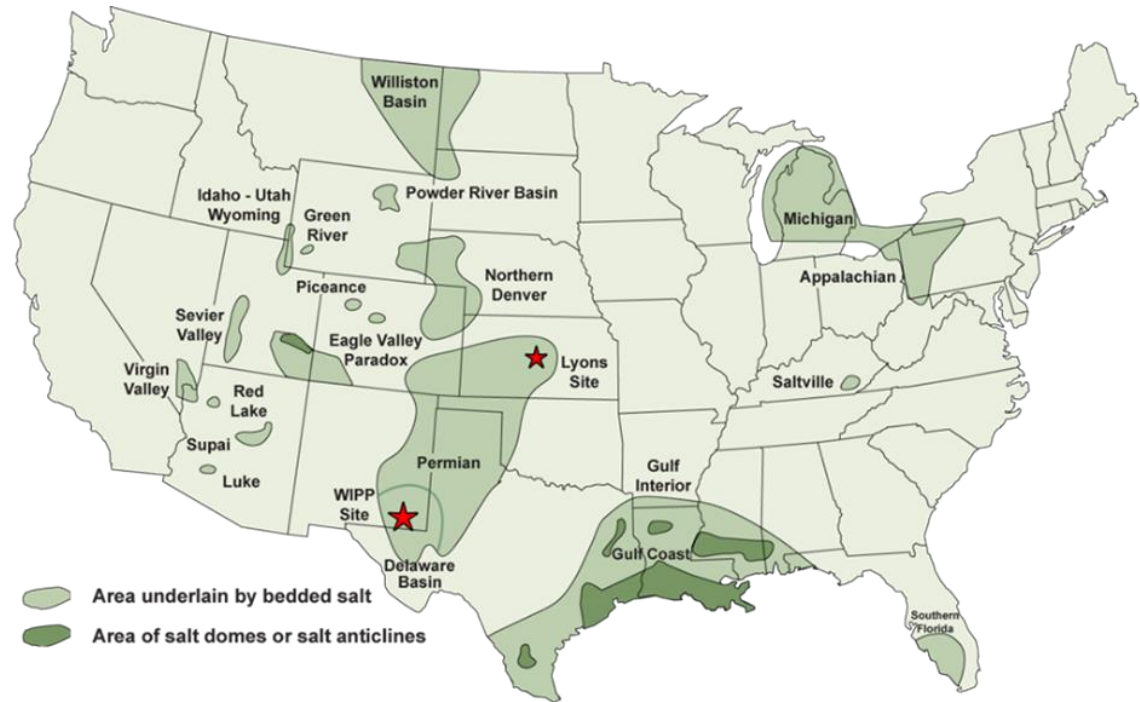 Williston
Basin
Idaho - Utah
Wyoming
Powder River Basin
Green
River
Michigan
Northern
Denver
Appalachian
Piceance
Sevier
Valley
Eagle Valley
Paradox
Lyons
Site
Virgin
Valley
Saltville
Red
Lake
Supai
Luke
Permian
Gulf
Interior
WIPP
Site
Gulf Coast
Delaware
Basin
Area underlain by bedded salt
Area of salt domes or salt anticlines
Southern
Florida